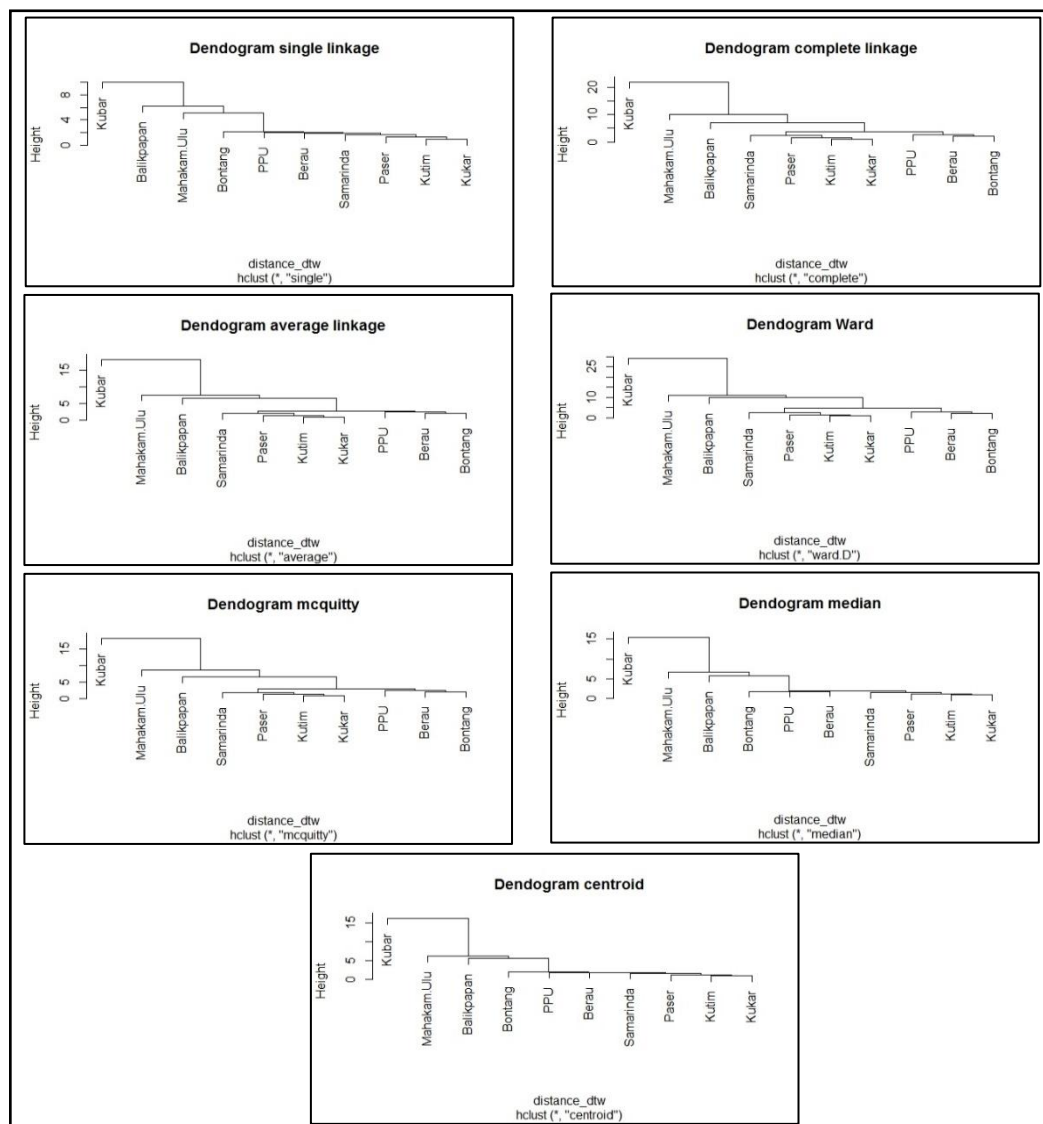 Dendogram single linkage
Height
0 4 8
Kubar
Balikpapan
Mahakam.Ulu
Bontang
PPU
Berau
Samarinda
Paser
Kutim
Kukar
distance_dtw
hclust (*, "single")
Dendogram complete linkage
Height
0 10 20
Kubar
Mahakam.Ulu
Balikpapan
Samarinda
Paser
Kutim
Kukar
PPU
Berau
Bontang
distance_dtw
hclust (*, "complete")
Dendogram average linkage
Height
0 5 15
Kubar
Mahakam.Ulu
Balikpapan
Samarinda
Paser
Kutim
Kukar
PPU
Berau
Bontang
distance_dtw
hclust (*, "average")
Dendogram Ward
Height
0 10 25
Kubar
Mahakam.Ulu
Balikpapan
Samarinda
Paser
Kutim
Kukar
PPU
Berau
Bontang
distance_dtw
hclust (*, "ward.D")
Dendogram mcquitty
Height
0 5 15
Kubar
Mahakam.Ulu
Balikpapan
Samarinda
Paser
Kutim
Kukar
PPU
Berau
Bontang
distance_dtw
hclust (*, "mcquitty")
Dendogram median
Height
0 5 15
Kubar
Mahakam.Ulu
Balikpapan
Bontang
PPU
Berau
Samarinda
Paser
Kutim
Kukar
distance_dtw
hclust (*, "median")
Dendogram centroid
Height
0 5 15
Kubar
Mahakam.Ulu
Balikpapan
Bontang
PPU
Berau
Samarinda
Paser
Kutim
Kukar
distance_dtw
hclust (*, "centroid")